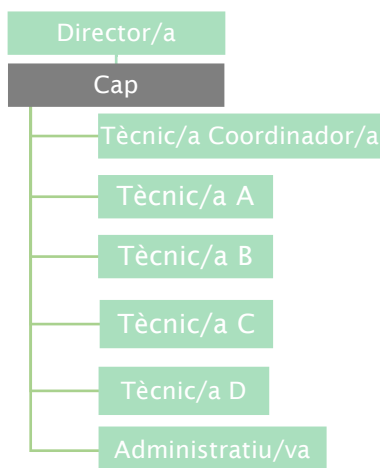 Director/a
Cap
Tècnic/a Coordinador/a
Tècnic/a A
Tècnic/a B
Tècnic/a C
Tècnic/a D
Administratiu/va